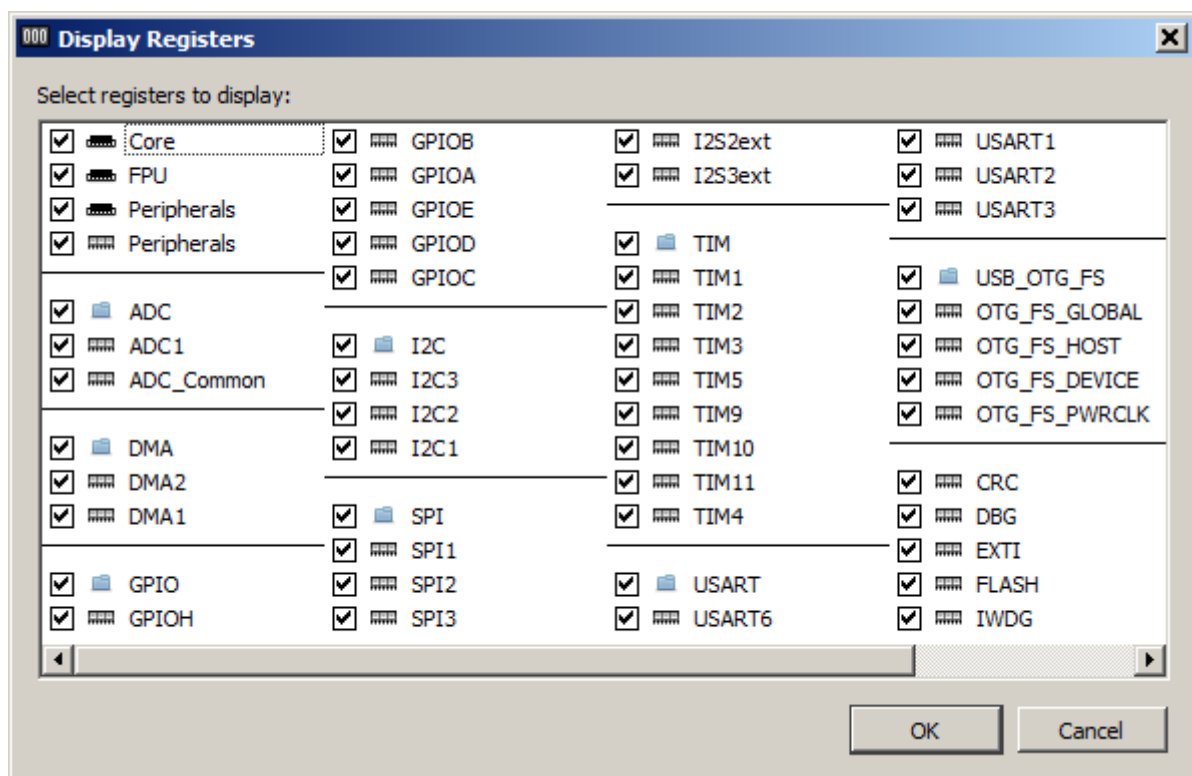 Display Registers
Select registers to display:
Core
FPU
Peripherals
Peripherals
ADC
ADC1
ADC_Common
DMA
DMA2
DMA1
GPIO
GPIOH
GPIOB
GPIOA
GPIOE
GPIOD
GPIOC
I2C
I2C3
I2C2
I2C1
SPI
SPI1
SPI2
SPI3
I2S2ext
I2S3ext
TIM
TIM1
TIM2
TIM3
TIM5
TIM9
TIM10
TIM11
TIM4
USART
USART6
USART1
USART2
USART3
USB_OTG_FS
OTG_FS_GLOBAL
OTG_FS_HOST
OTG_FS_DEVICE
OTG_FS_PWRCLK
CRC
DBG
EXTI
FLASH
IWDG
OK
Cancel